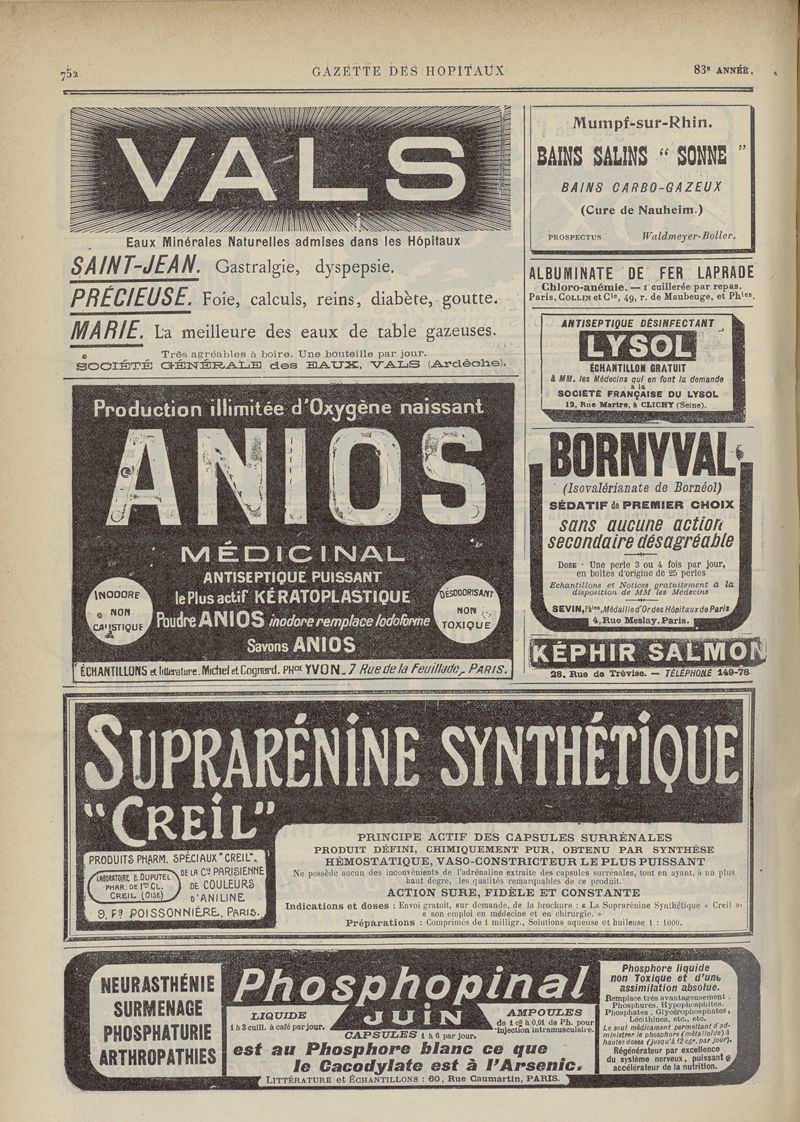 752
GAZETTE DES HOPITAUX
83e ANNÉE.
VALS
Eaux Minérales Naturelles admises dans les Hôpitaux
SAINT-JEAN. Gastralgie, dyspepsie.
PRÉCIEUSE. Foie, calculs, reins, diabète, goutte.
MARIE. La meilleure des eaux de table gazeuses.
Très agréables à boire. Une bouteille par jour.
SOCIÉTÉ GÉNÉRALE des EAUX, VALS (Ardèche).
Production illimitée d'Oxygène naissant
ANIOS
MÉDICINAL
ANTISEPTIQUE PUISSANT
le Plus actif KÉRATOPLASTIQUE
Poudre ANIOS inodore remplace Iodoforme
Savons ANIOS
INODORE
NON
CAUSTIQUE
DÉSODORISANT
NON
TOXIQUE
ÉCHANTILLONS et littérature. Michel et Cognard. PHcie YVON_7 Rue de la Feuillade_ PARIS.
Mumpf-sur-Rhin.
BAINS SALINS “ SONNE ”
BAINS CARBO-GAZEUX
(Cure de Nauheim.)
PROSPECTUS Waldmeyer-Boller.
ALBUMINATE DE FER LAPRADE
Chloro-anémie. — 1 cuillerée par repas.
Paris, COLLIN et Cie, 49, r. de Maubeuge, et Phies.
ANTISEPTIQUE DÉSINFECTANT
LYSOL
ÉCHANTILLON GRATUIT
à MM. les Médecins qui en font la demande
à la
SOCIÉTÉ FRANÇAISE DU LYSOL
12, Rue Martre, à CLICHY (Seine).
BORNYVAL
(Isovalérianate de Bornéol)
SÉDATIF de PREMIER CHOIX
sans aucune action
secondaire désagréable
DOSE · Une perle 3 ou 4 fois par jour,
en boîtes d'origine de 25 perles
Echantillons et Notices gratuitement à la
disposition de MM les Médecins
SEVIN, Phien, Médaille d'Or des Hôpitaux de Paris
4, Rue Meslay, Paris.
KÉPHIR SALMON
28, Rue de Trévise. — TÉLÉPHONE 149-78
SUPRARÉNINE SYNTHÉTIQUE
“CREIL”
PRODUITS PHARM. SPÉCIAUX "CREIL".
LABORATOIRE E. DUPUTEL
PHAR. DE 1re CL.
CREIL (OISE)
DE LA Cie PARISIENNE
DE COULEURS
D'ANILINE
9, Fg POISSONNIÈRE, PARIS.
PRINCIPE ACTIF DES CAPSULES SURRÉNALES
PRODUIT DÉFINI, CHIMIQUEMENT PUR, OBTENU PAR SYNTHÈSE
HÉMOSTATIQUE, VASO-CONSTRICTEUR LE PLUS PUISSANT
Ne possède aucun des inconvénients de l'adrénaline extraite des capsules surrénales, tout en ayant, à un plus
haut degré, les qualités remarquables de ce produit.
ACTION SURE, FIDÈLE ET CONSTANTE
Indications et doses : Envoi gratuit, sur demande, de la brochure : « La Suprarénine Synthétique « Creil »
« son emploi en médecine et en chirurgie. »
Préparations : Comprimés de 1 milligr., Solutions aqueuse et huileuse 1 : 1000.
NEURASTHÉNIE
SURMENAGE
PHOSPHATURIE
ARTHROPATHIES
Phosphopinal
JUIN
LIQUIDE
1 à 3 cuill. à café par jour.
CAPSULES 1 à 6 par jour.
AMPOULES
de 1 cg à 0,01 de Ph. pour
injection intramusculaire.
est au Phosphore blanc ce que
le Cacodylate est à l'Arsenic.
LITTÉRATURE et ÉCHANTILLONS : 60, Rue Caumartin, PARIS.
Phosphore liquide
non Toxique et d'une
assimilation absolue.
Remplace très avantageusement
Phosphures, Hypophosphites,
Phosphates, Glycérophosphates,
Lécithines, etc., etc.
Le seul médicament permettant d'ad-
ministrer le phosphore (métalloïde) à
hautes doses (jusqu'à 12 cgr. par jour).
Régénérateur par excellence
du système nerveux, puissant
accélérateur de la nutrition.